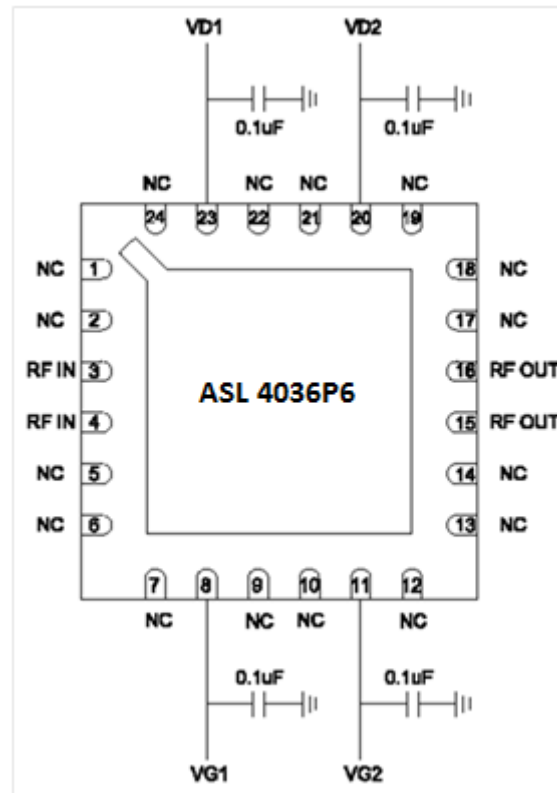 VD1 VD2
0.1uF 0.1uF
NC NC NC NC
24 23 22 21 20 19
NC 1 18 NC
NC 2 17 NC
RF IN 3 16 RF OUT
ASL 4036P6
RF IN 4 15 RF OUT
NC 5 14 NC
NC 6 13 NC
7 8 9 10 11 12
NC NC NC NC
0.1uF 0.1uF
VG1 VG2